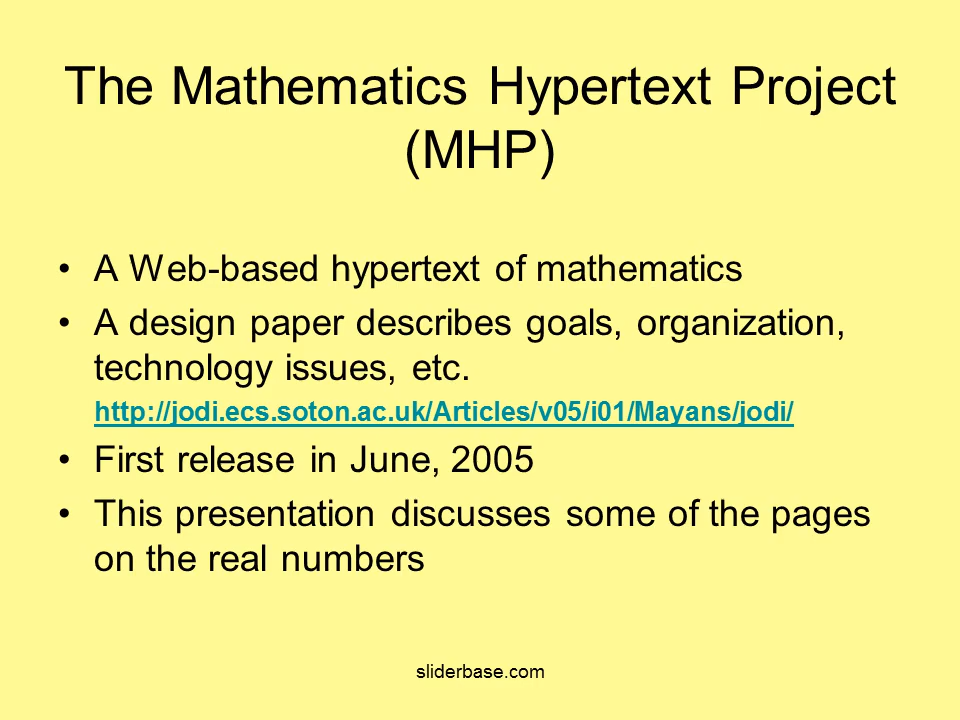 The Mathematics Hypertext Project
(MHP)
• A Web-based hypertext of mathematics
• A design paper describes goals, organization,
technology issues, etc.
http://jodi.ecs.soton.ac.uk/Articles/v05/i01/Mayans/jodi/
• First release in June, 2005
• This presentation discusses some of the pages
on the real numbers
sliderbase.com